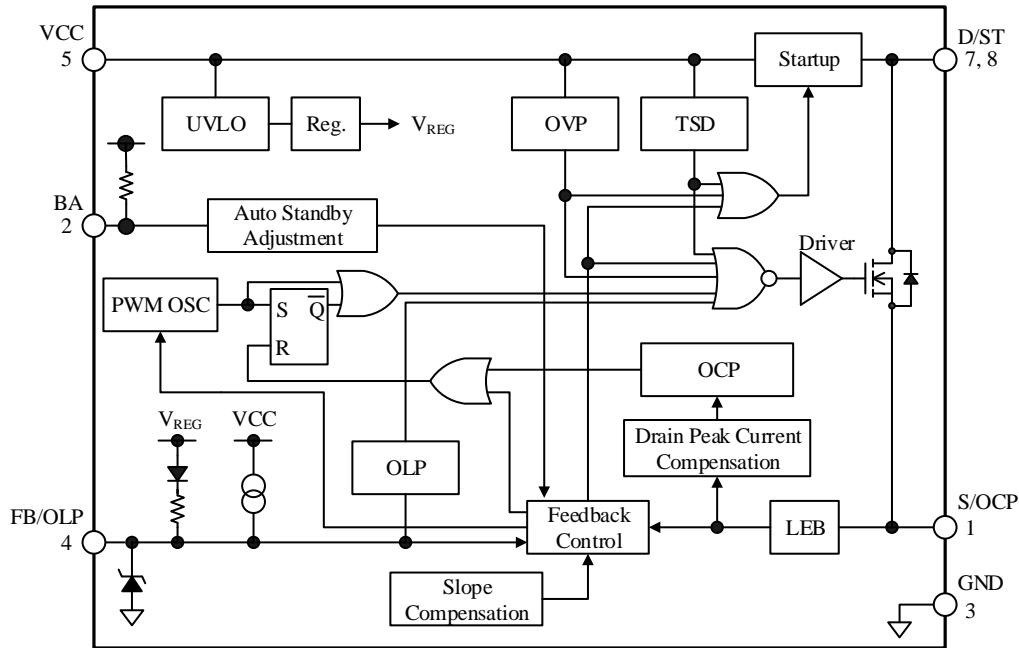 VCC
5
D/ST
7, 8
Startup
UVLO
Reg.
VREG
OVP
TSD
BA
2
Auto Standby
Adjustment
Driver
PWM OSC
S
Q
R
OCP
VREG
VCC
OLP
Drain Peak Current
Compensation
FB/OLP
4
Feedback
Control
LEB
S/OCP
1
Slope
Compensation
GND
3